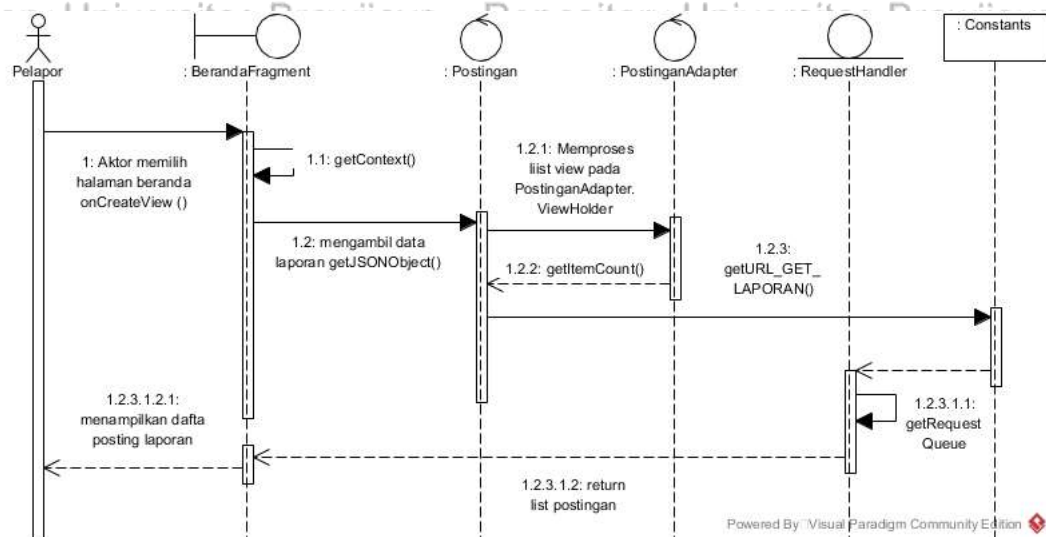 : Constants
Pelapor
: BerandaFragment
: Postingan
: PostinganAdapter
: RequestHandler
1: Aktor memilih
halaman beranda
onCreateView ()
1.1: getContext()
1.2: mengambil data
laporan getJSONObject()
1.2.1: Memproses
liist view pada
PostinganAdapter.
ViewHolder
1.2.2: getItemCount()
1.2.3:
getURL_GET_
LAPORAN()
1.2.3.1.1:
getRequest
Queue
1.2.3.1.2: return
list postingan
1.2.3.1.2.1:
menampilkan dafta
posting laporan
Powered By Visual Paradigm Community Edition